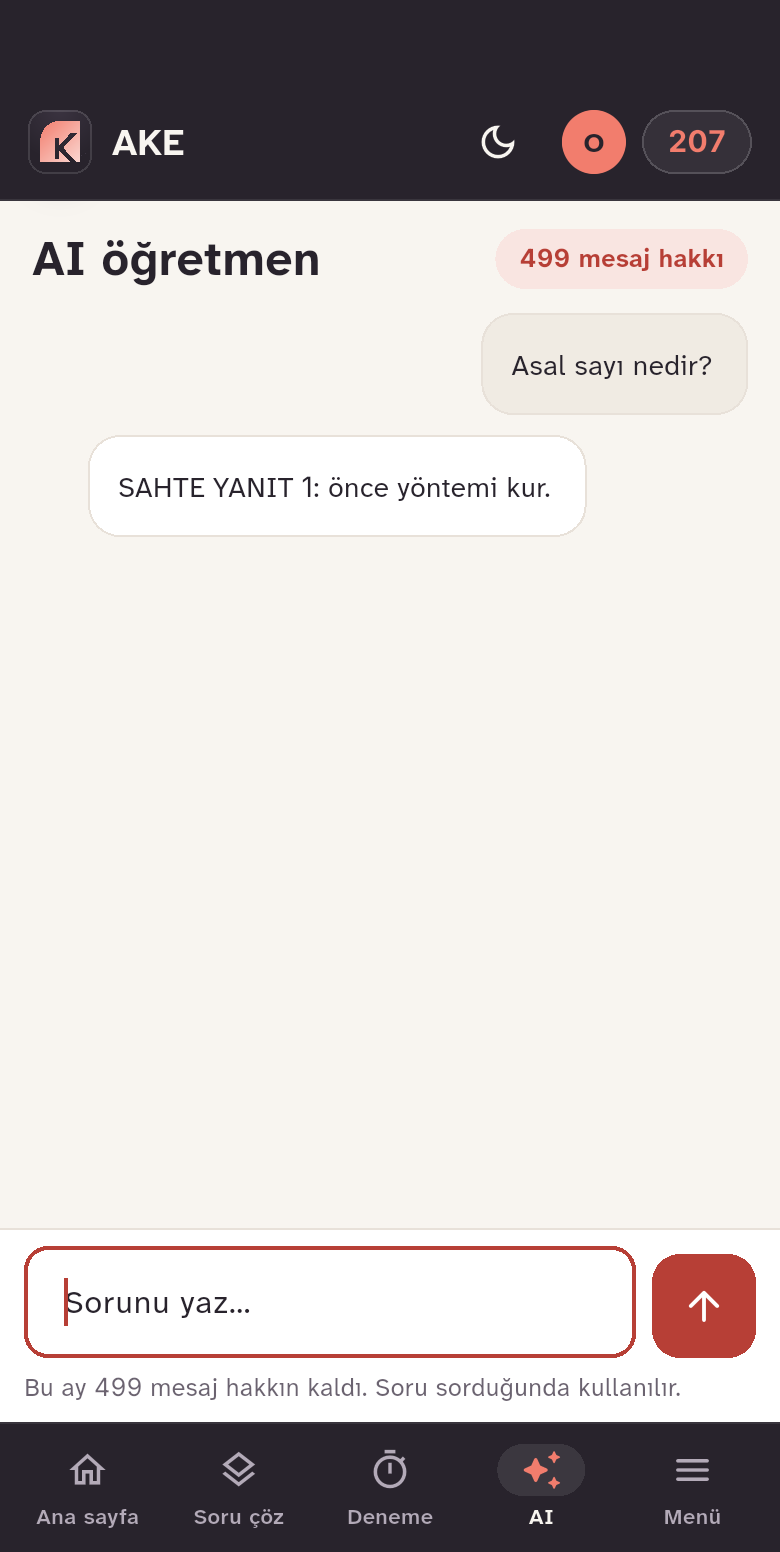 K AKE O 207
AI öğretmen 499 mesaj hakkı
Asal sayı nedir?
SAHTE YANIT 1: önce yöntemi kur.
Sorunu yaz...
Bu ay 499 mesaj hakkın kaldı. Soru sorduğunda kullanılır.
Ana sayfa Soru çöz Deneme AI Menü